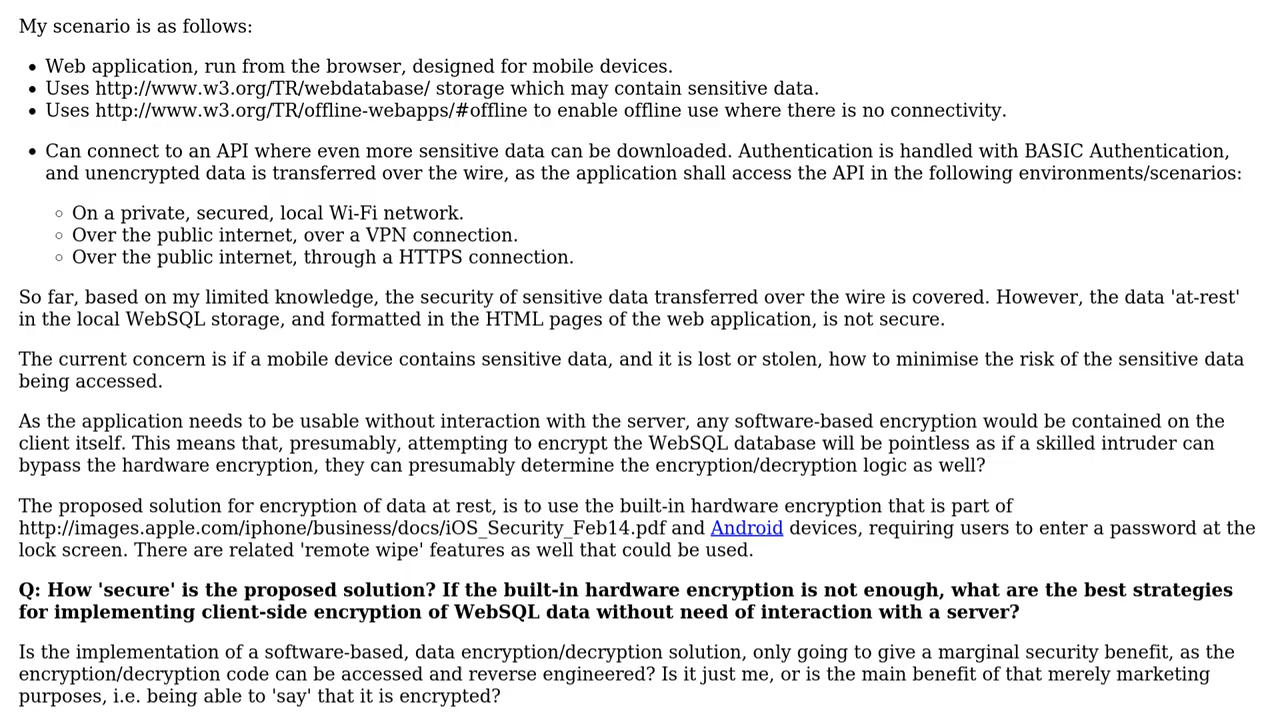 My scenario is as follows:
• Web application, run from the browser, designed for mobile devices.
• Uses http://www.w3.org/TR/webdatabase/ storage which may contain sensitive data.
• Uses http://www.w3.org/TR/offline-webapps/#offline to enable offline use where there is no connectivity.
• Can connect to an API where even more sensitive data can be downloaded. Authentication is handled with BASIC Authentication,
and unencrypted data is transferred over the wire, as the application shall access the API in the following environments/scenarios:
◦ On a private, secured, local Wi-Fi network.
◦ Over the public internet, over a VPN connection.
◦ Over the public internet, through a HTTPS connection.
So far, based on my limited knowledge, the security of sensitive data transferred over the wire is covered. However, the data 'at-rest'
in the local WebSQL storage, and formatted in the HTML pages of the web application, is not secure.
The current concern is if a mobile device contains sensitive data, and it is lost or stolen, how to minimise the risk of the sensitive data
being accessed.
As the application needs to be usable without interaction with the server, any software-based encryption would be contained on the
client itself. This means that, presumably, attempting to encrypt the WebSQL database will be pointless as if a skilled intruder can
bypass the hardware encryption, they can presumably determine the encryption/decryption logic as well?
The proposed solution for encryption of data at rest, is to use the built-in hardware encryption that is part of
http://images.apple.com/iphone/business/docs/iOS_Security_Feb14.pdf and Android devices, requiring users to enter a password at the
lock screen. There are related 'remote wipe' features as well that could be used.
Q: How 'secure' is the proposed solution? If the built-in hardware encryption is not enough, what are the best strategies
for implementing client-side encryption of WebSQL data without need of interaction with a server?
Is the implementation of a software-based, data encryption/decryption solution, only going to give a marginal security benefit, as the
encryption/decryption code can be accessed and reverse engineered? Is it just me, or is the main benefit of that merely marketing
purposes, i.e. being able to 'say' that it is encrypted?